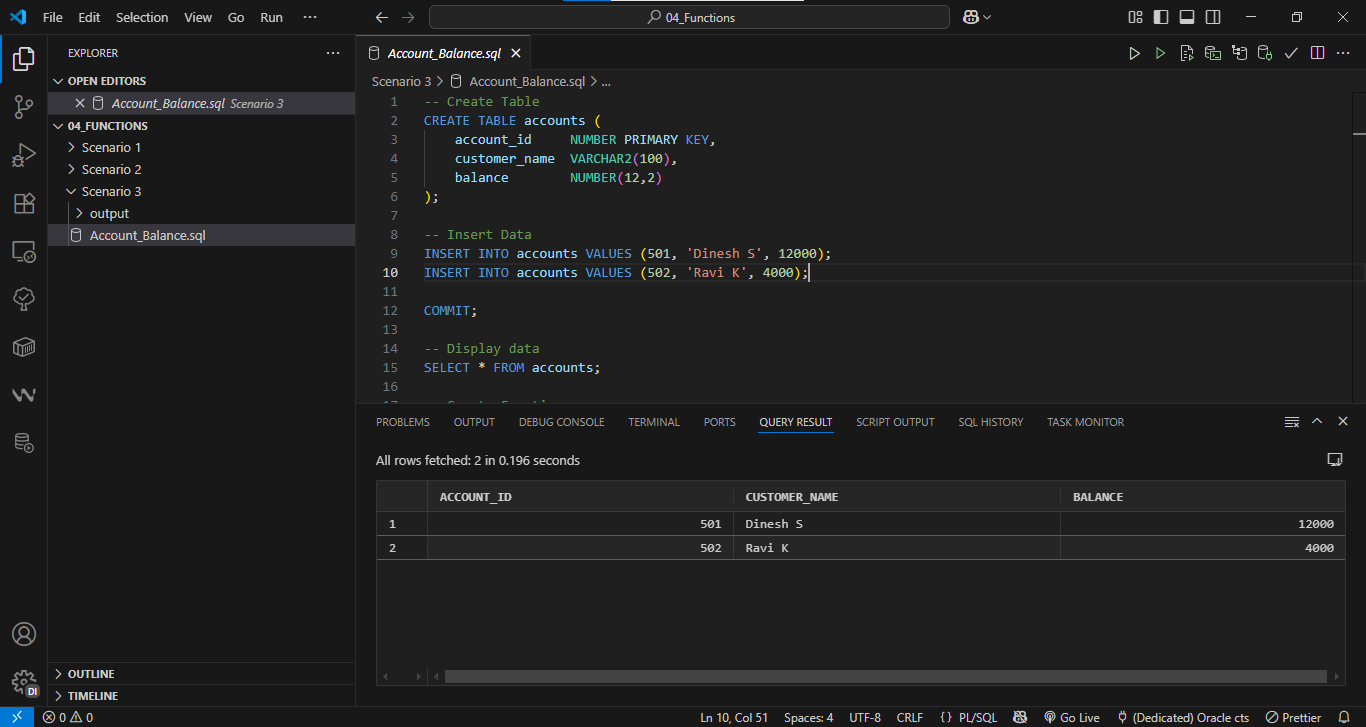 File Edit Selection View Go Run ···
04_Functions
EXPLORER ···
OPEN EDITORS
Account_Balance.sql Scenario 3
04_FUNCTIONS
Scenario 1
Scenario 2
Scenario 3
output
Account_Balance.sql
OUTLINE
TIMELINE
Account_Balance.sql
Scenario 3 > Account_Balance.sql > ...
1 -- Create Table
2 CREATE TABLE accounts (
3 account_id NUMBER PRIMARY KEY,
4 customer_name VARCHAR2(100),
5 balance NUMBER(12,2)
6 );
7
8 -- Insert Data
9 INSERT INTO accounts VALUES (501, 'Dinesh S', 12000);
10 INSERT INTO accounts VALUES (502, 'Ravi K', 4000);
11
12 COMMIT;
13
14 -- Display data
15 SELECT * FROM accounts;
16
PROBLEMS OUTPUT DEBUG CONSOLE TERMINAL PORTS QUERY RESULT SCRIPT OUTPUT SQL HISTORY TASK MONITOR
All rows fetched: 2 in 0.196 seconds
ACCOUNT_ID CUSTOMER_NAME BALANCE
1 501 Dinesh S 12000
2 502 Ravi K 4000
DI
0 0 Ln 10, Col 51 Spaces: 4 UTF-8 CRLF {} PL/SQL Go Live (Dedicated) Oracle cts Prettier